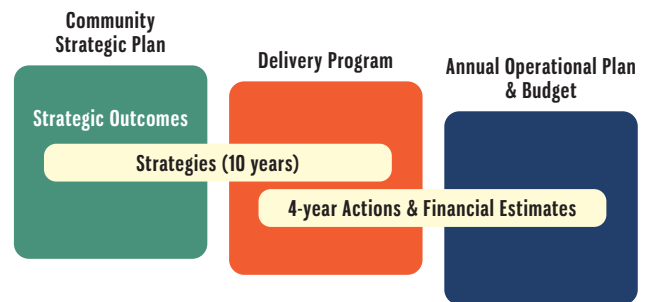 Community
Strategic Plan
Delivery Program
Annual Operational Plan
& Budget
Strategic Outcomes
Strategies (10 years)
4-year Actions & Financial Estimates